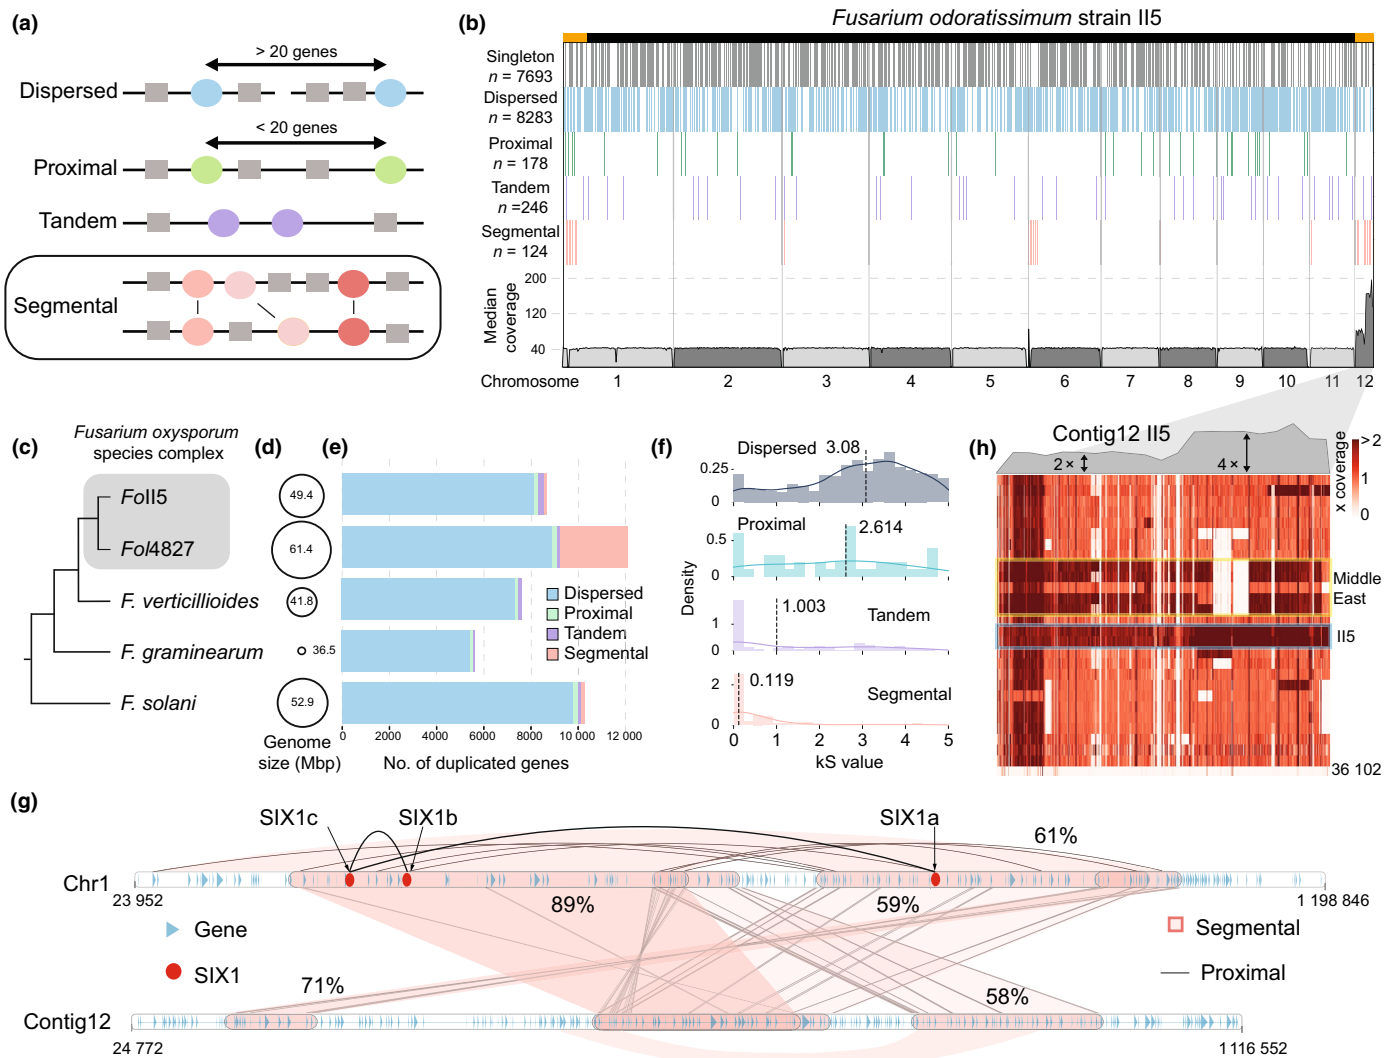 (a)
> 20 genes
Dispersed
< 20 genes
Proximal
Tandem
Segmental
(b)
Fusarium odoratissimum strain II5
Singleton
n = 7693
Dispersed
n = 8283
Proximal
n = 178
Tandem
n =246
Segmental
n = 124
Median
coverage
200
120
40
Chromosome 1 2 3 4 5 6 7 8 9 10 11 12
(c)
Fusarium oxysporum
species complex
FoII5
Fol4827
F. verticillioides
F. graminearum
F. solani
(d)
49.4
61.4
41.8
36.5
52.9
Genome
size (Mbp)
(e)
Dispersed
Proximal
Tandem
Segmental
0 2000 4000 6000 8000 10 000 12 000
No. of duplicated genes
(f)
Dispersed 3.08
0.25
0
Proximal
2.614
0.5
0
1.003
Tandem
1
0
0.119
Segmental
2
0
Density
0 1 2 3 4 5
kS value
(h)
Contig12 II5
2 ×
4 ×
x coverage
> 2
1
0
Middle
East
II5
36 102
(g)
SIX1c
SIX1b
SIX1a
61%
Chr1
23 952
1 198 846
89%
59%
Gene
SIX1
Segmental
Proximal
71%
58%
Contig12
24 772
1 116 552